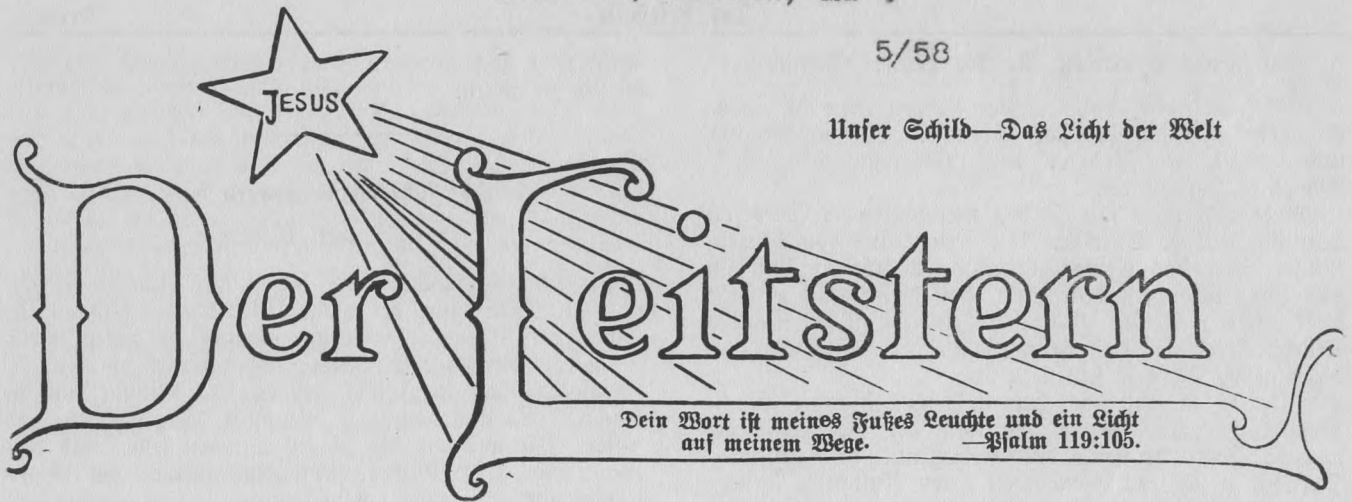 5/58
JESUS
Unser Schild—Das Licht der Welt
Der Leitstern
Dein Wort ist meines Fußes Leuchte und ein Licht
auf meinem Wege. —Psalm 119:105.